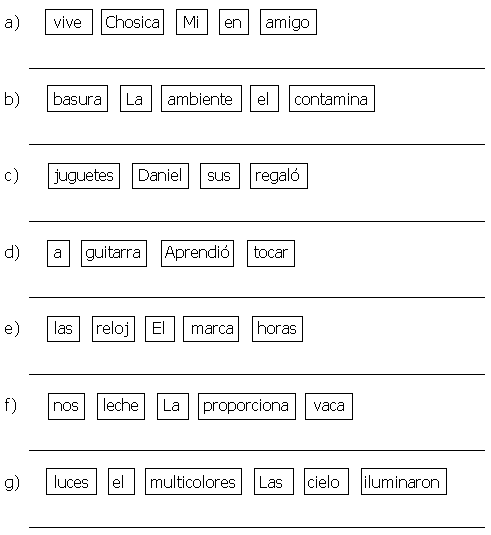 a) vive Chosica Mi en amigo
b) basura La ambiente el contamina
c) juguetes Daniel sus regaló
d) a guitarra Aprendió tocar
e) las reloj El marca horas
f) nos leche La proporciona vaca
g) luces el multicolores Las cielo iluminaron